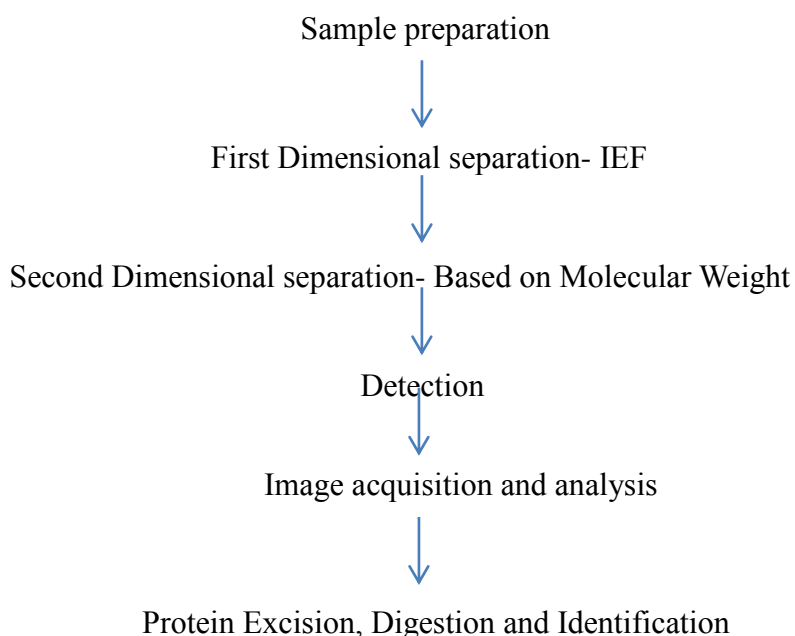 Sample preparation
First Dimensional separation- IEF
Second Dimensional separation- Based on Molecular Weight
Detection
Image acquisition and analysis
Protein Excision, Digestion and Identification